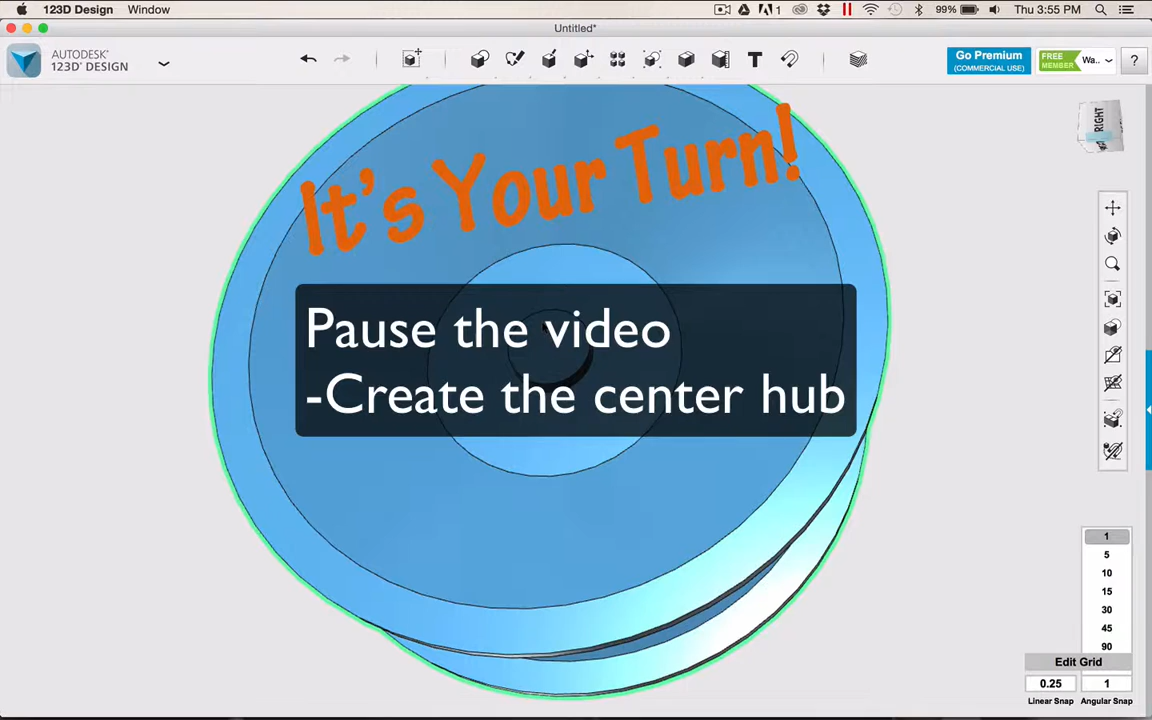 123D Design Window
99% Thu 3:55 PM
Untitled*
AUTODESK
123D® DESIGN
Go Premium
(COMMERCIAL USE)
FREE
MEMBER
Wa..
?
RIGHT
It's Your Turn!
Pause the video
-Create the center hub
1
5
10
15
30
45
90
Edit Grid
0.25 1
Linear Snap Angular Snap